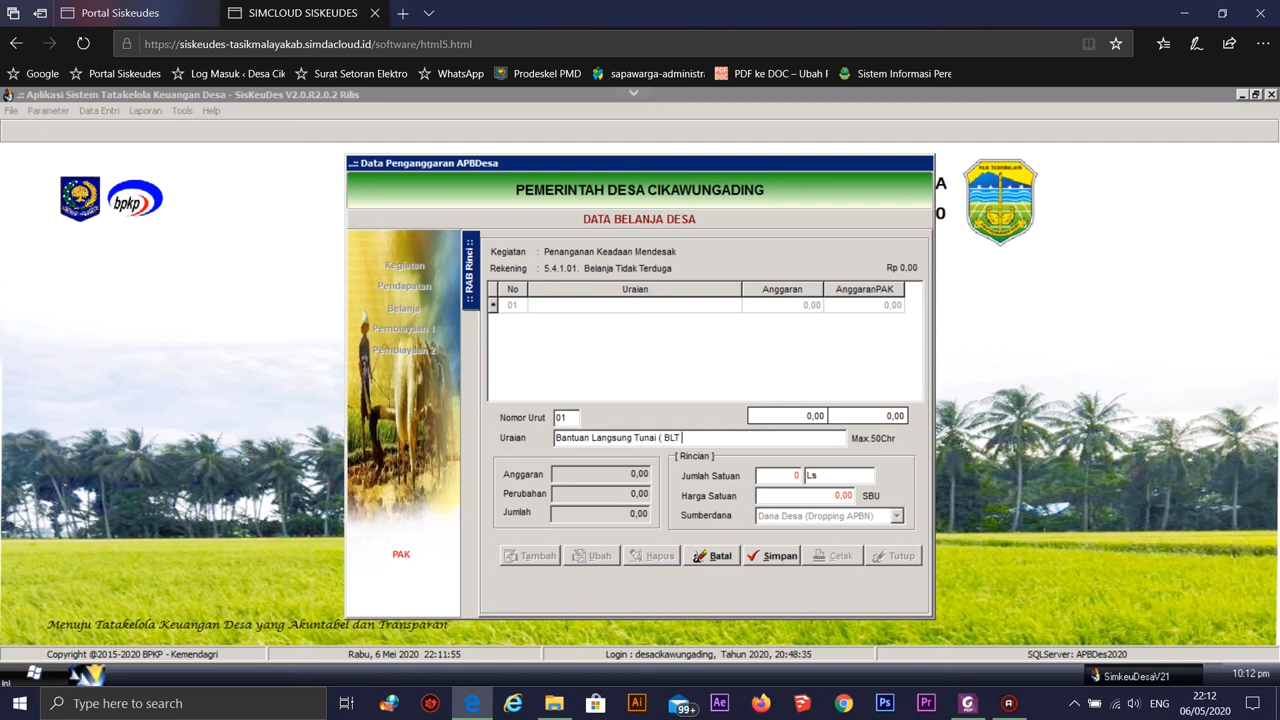 Portal Siskeudes
SIMCLOUD SISKEUDES
https://siskeudes-tasikmalayakab.simdacloud.id/software/html5.html
Google
Portal Siskeudes
Log Masuk ‹ Desa Cik
Surat Setoran Elektro
WhatsApp
Prodeskel PMD
sapawarga-administra
PDF ke DOC – Ubah F
Sistem Informasi Pere
.:: Aplikasi Sistem Tatakelola Keuangan Desa - SisKeuDes V2.0.R2.0.2 Rilis
File Parameter Data Entri Laporan Tools Help
bpkp
A
0
KAB. TASIKMALAYA
..:: Data Penganggaran APBDesa
PEMERINTAH DESA CIKAWUNGADING
DATA BELANJA DESA
Kegiatan
Pendapatan
Belanja
Pembiayaan 1
Pembiayaan 2
PAK
:: RAB Rinci ::
Kegiatan : Penanganan Keadaan Mendesak
Rekening : 5.4.1.01. Belanja Tidak Terduga Rp 0,00
No Uraian Anggaran AnggaranPAK
* 01 0,00 0,00
Nomor Urut 01 0,00 0,00
Uraian Bantuan Langsung Tunai ( BLT Max.50Chr
Anggaran 0,00
Perubahan 0,00
Jumlah 0,00
[ Rincian ]
Jumlah Satuan 0 Ls
Harga Satuan 0,00 SBU
Sumberdana Dana Desa (Dropping APBN)
Tambah Ubah Hapus Batal Simpan Cetak Tutup
Menuju Tatakelola Keuangan Desa yang Akuntabel dan Transparan
Copyright @2015-2020 BPKP - Kemendagri
Rabu, 6 Mei 2020 22:11:55
Login : desacikawungading, Tahun 2020, 20:48:35
SQLServer: APBDes2020
SimkeuDesaV21
10:12 pm
Type here to search
99+
Ai
Ae
Ps
Pr
ENG
22:12
06/05/2020